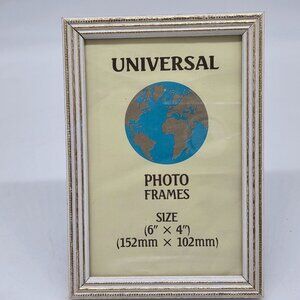 UNIVERSAL
PHOTO
FRAMES
SIZE
(6" × 4")
(152mm × 102mm)